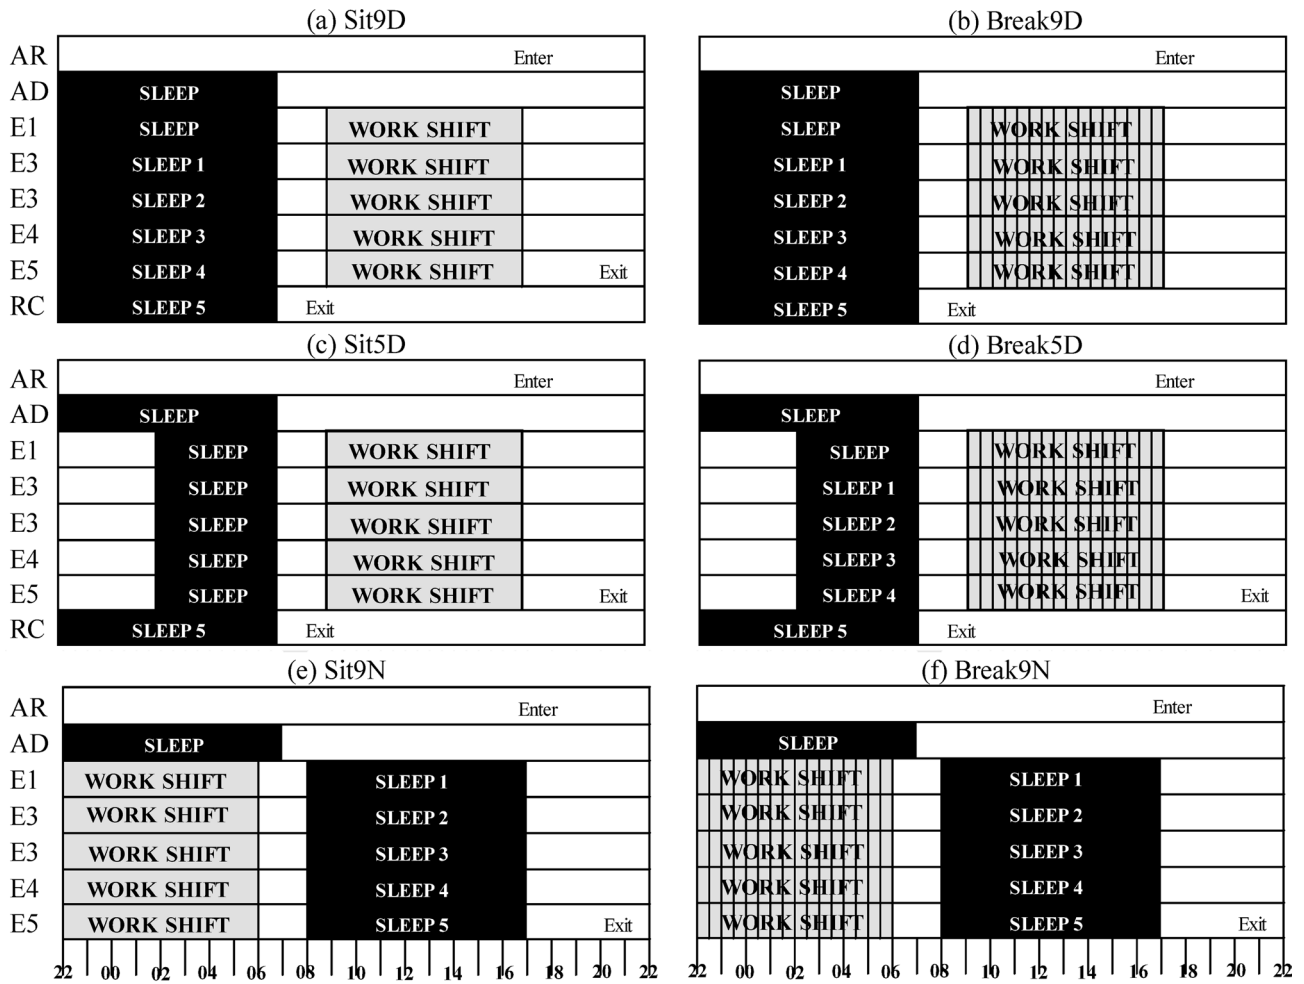 (a) Sit9D (b) Break9D
AR Enter Enter
AD SLEEP SLEEP
E1 SLEEP WORK SHIFT SLEEP WORK SHIFT
E3 SLEEP 1 WORK SHIFT SLEEP 1 WORK SHIFT
E3 SLEEP 2 WORK SHIFT SLEEP 2 WORK SHIFT
E4 SLEEP 3 WORK SHIFT SLEEP 3 WORK SHIFT
E5 SLEEP 4 WORK SHIFT Exit SLEEP 4 WORK SHIFT
RC SLEEP 5 Exit SLEEP 5 Exit
(c) Sit5D (d) Break5D
AR Enter Enter
AD SLEEP SLEEP
E1 SLEEP WORK SHIFT SLEEP WORK SHIFT
E3 SLEEP WORK SHIFT SLEEP 1 WORK SHIFT
E3 SLEEP WORK SHIFT SLEEP 2 WORK SHIFT
E4 SLEEP WORK SHIFT SLEEP 3 WORK SHIFT
E5 SLEEP WORK SHIFT Exit SLEEP 4 WORK SHIFT Exit
RC SLEEP 5 Exit SLEEP 5 Exit
(e) Sit9N (f) Break9N
AR Enter Enter
AD SLEEP SLEEP
E1 WORK SHIFT SLEEP 1 WORK SHIFT SLEEP 1
E3 WORK SHIFT SLEEP 2 WORK SHIFT SLEEP 2
E3 WORK SHIFT SLEEP 3 WORK SHIFT SLEEP 3
E4 WORK SHIFT SLEEP 4 WORK SHIFT SLEEP 4
E5 WORK SHIFT SLEEP 5 Exit WORK SHIFT SLEEP 5 Exit
22 00 02 04 06 08 10 12 14 16 18 20 22 22 00 02 04 06 08 10 12 14 16 18 20 22